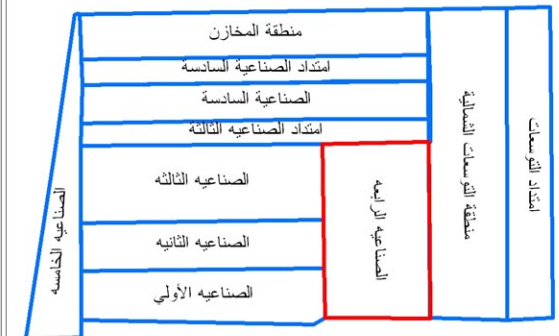 منطقة المخازن
امتداد الصناعية السادسة
الصناعية السادسة
امتداد الصناعيه الثالثة
الصناعيه الثالثه
الصناعيه الثانيه
الصناعيه الأولي
الصناعيه الرابعه
منطقة التوسعات الشمالية
امتداد التوسعات
الصناعيه الخامسه